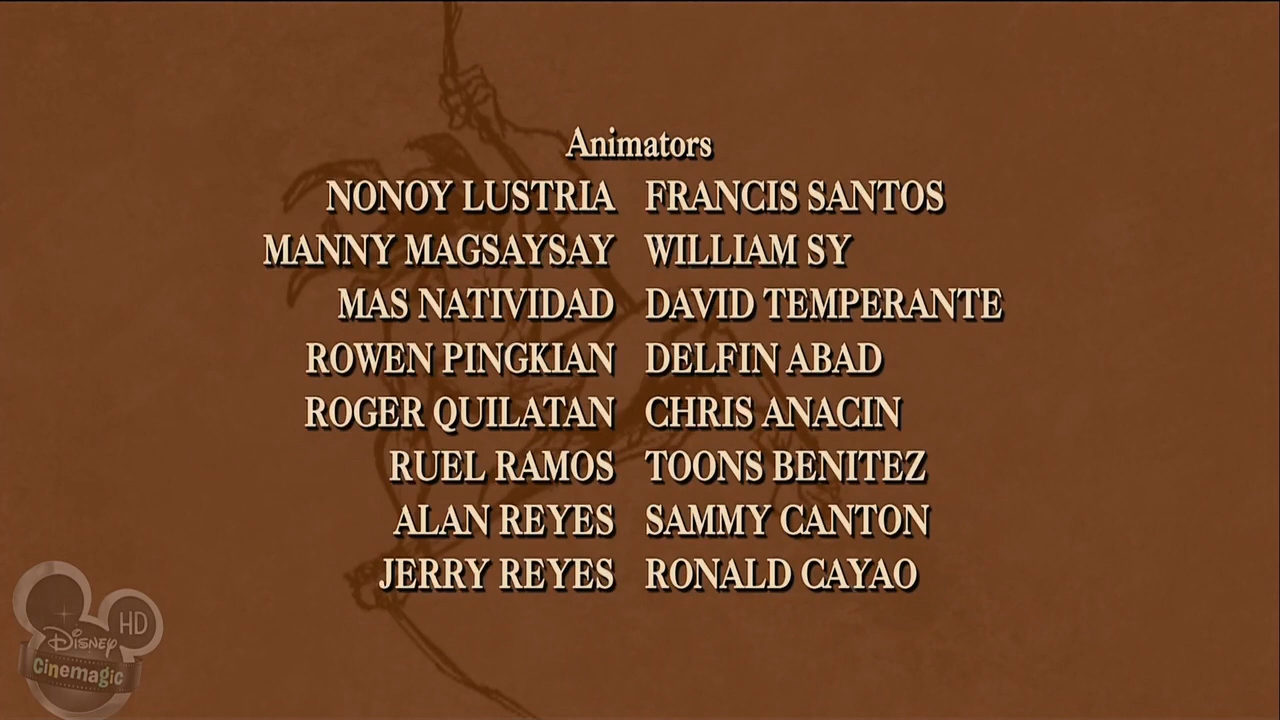 Animators
NONOY LUSTRIA FRANCIS SANTOS
MANNY MAGSAYSAY WILLIAM SY
MAS NATIVIDAD DAVID TEMPERANTE
ROWEN PINGKIAN DELFIN ABAD
ROGER QUILATAN CHRIS ANACIN
RUEL RAMOS TOONS BENITEZ
ALAN REYES SAMMY CANTON
JERRY REYES RONALD CAYAO
HD
Disney
Cinemagic